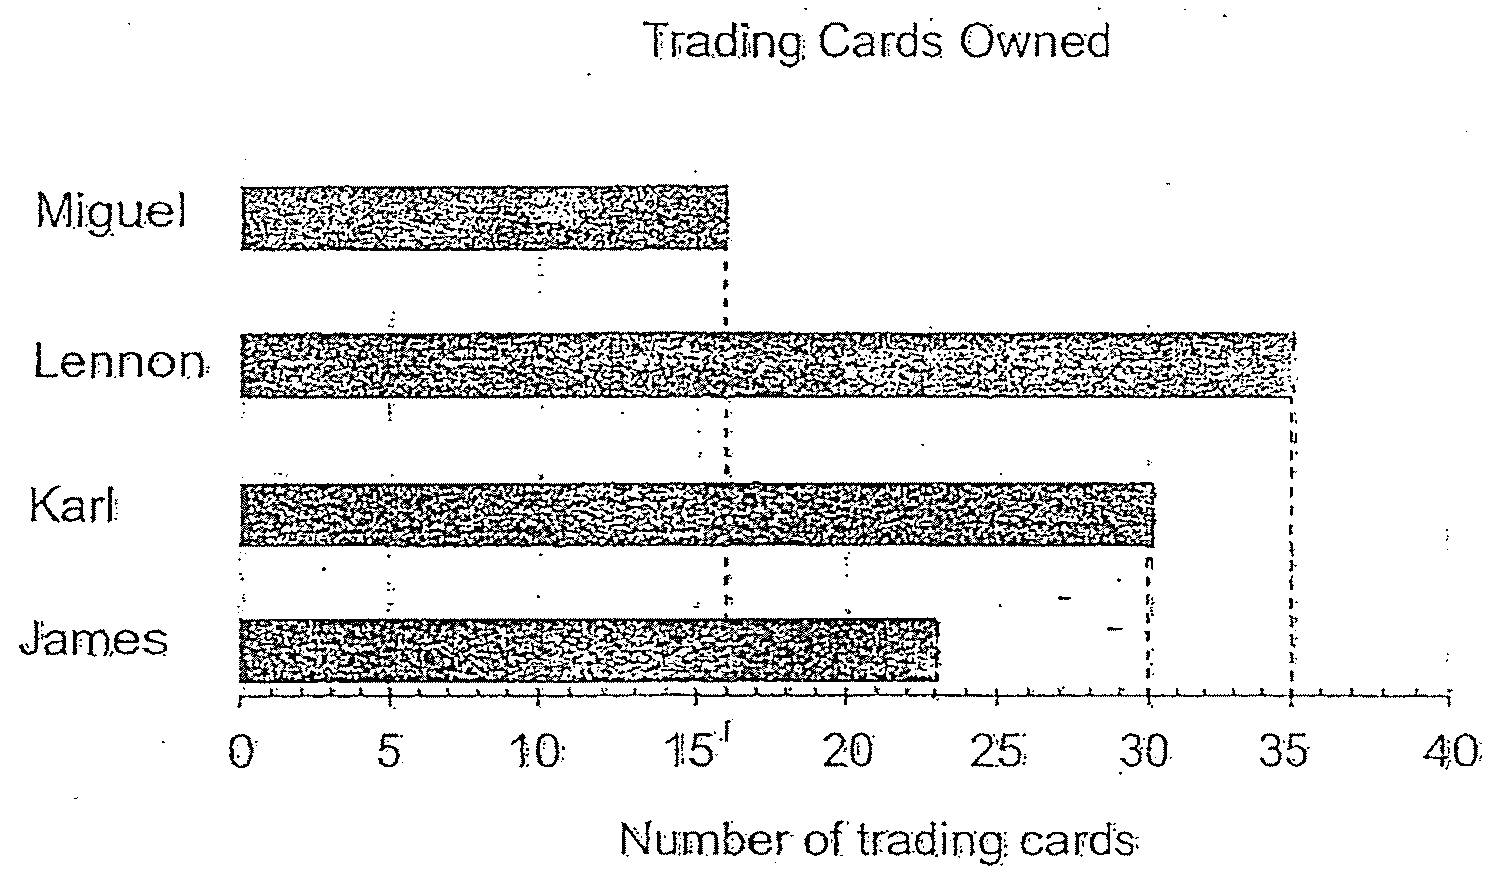 Trading Cards Owned
Miguel
Lennon
Karl
James
0 5 10 15 20 25 30 35 40
Number of trading cards